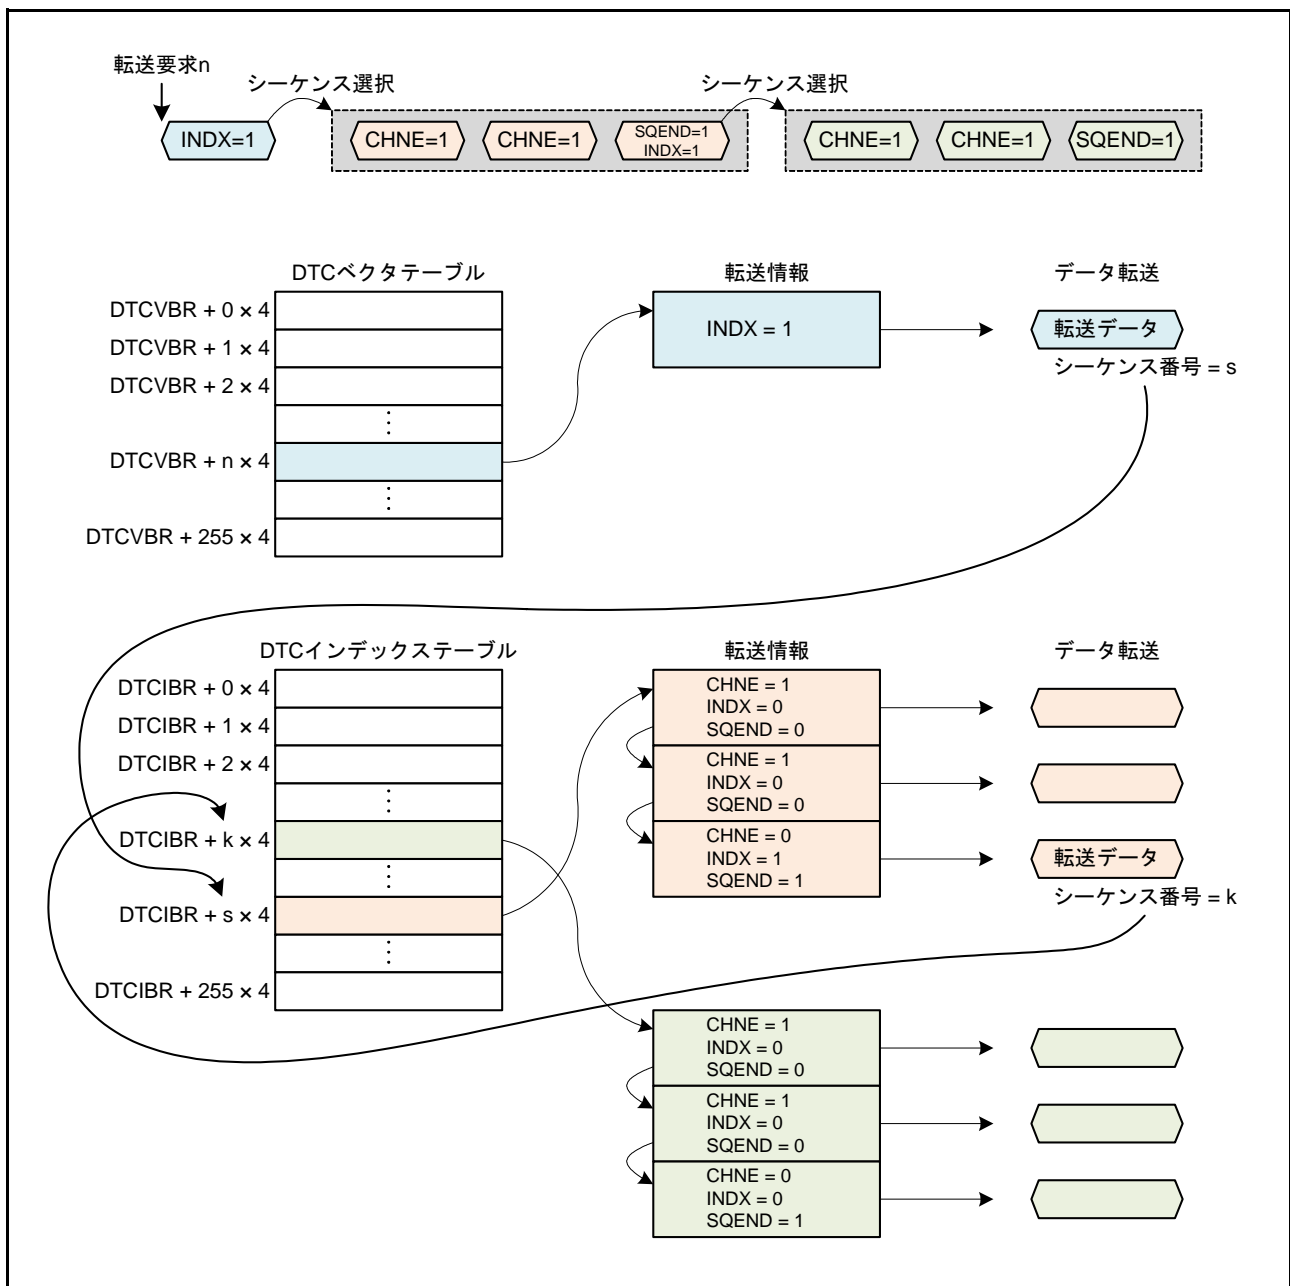 転送要求n
シーケンス選択
シーケンス選択
INDX=1
CHNE=1
CHNE=1
SQEND=1
INDX=1
CHNE=1
CHNE=1
SQEND=1
DTCベクタテーブル
転送情報
データ転送
DTCVBR + 0 × 4
DTCVBR + 1 × 4
DTCVBR + 2 × 4
⋮
DTCVBR + n × 4
⋮
DTCVBR + 255 × 4
INDX = 1
転送データ
シーケンス番号 = s
DTCインデックステーブル
転送情報
データ転送
DTCIBR + 0 × 4
DTCIBR + 1 × 4
DTCIBR + 2 × 4
⋮
DTCIBR + k × 4
⋮
DTCIBR + s × 4
⋮
DTCIBR + 255 × 4
CHNE = 1
INDX = 0
SQEND = 0
CHNE = 1
INDX = 0
SQEND = 0
CHNE = 0
INDX = 1
SQEND = 1
転送データ
シーケンス番号 = k
CHNE = 1
INDX = 0
SQEND = 0
CHNE = 1
INDX = 0
SQEND = 0
CHNE = 0
INDX = 0
SQEND = 1